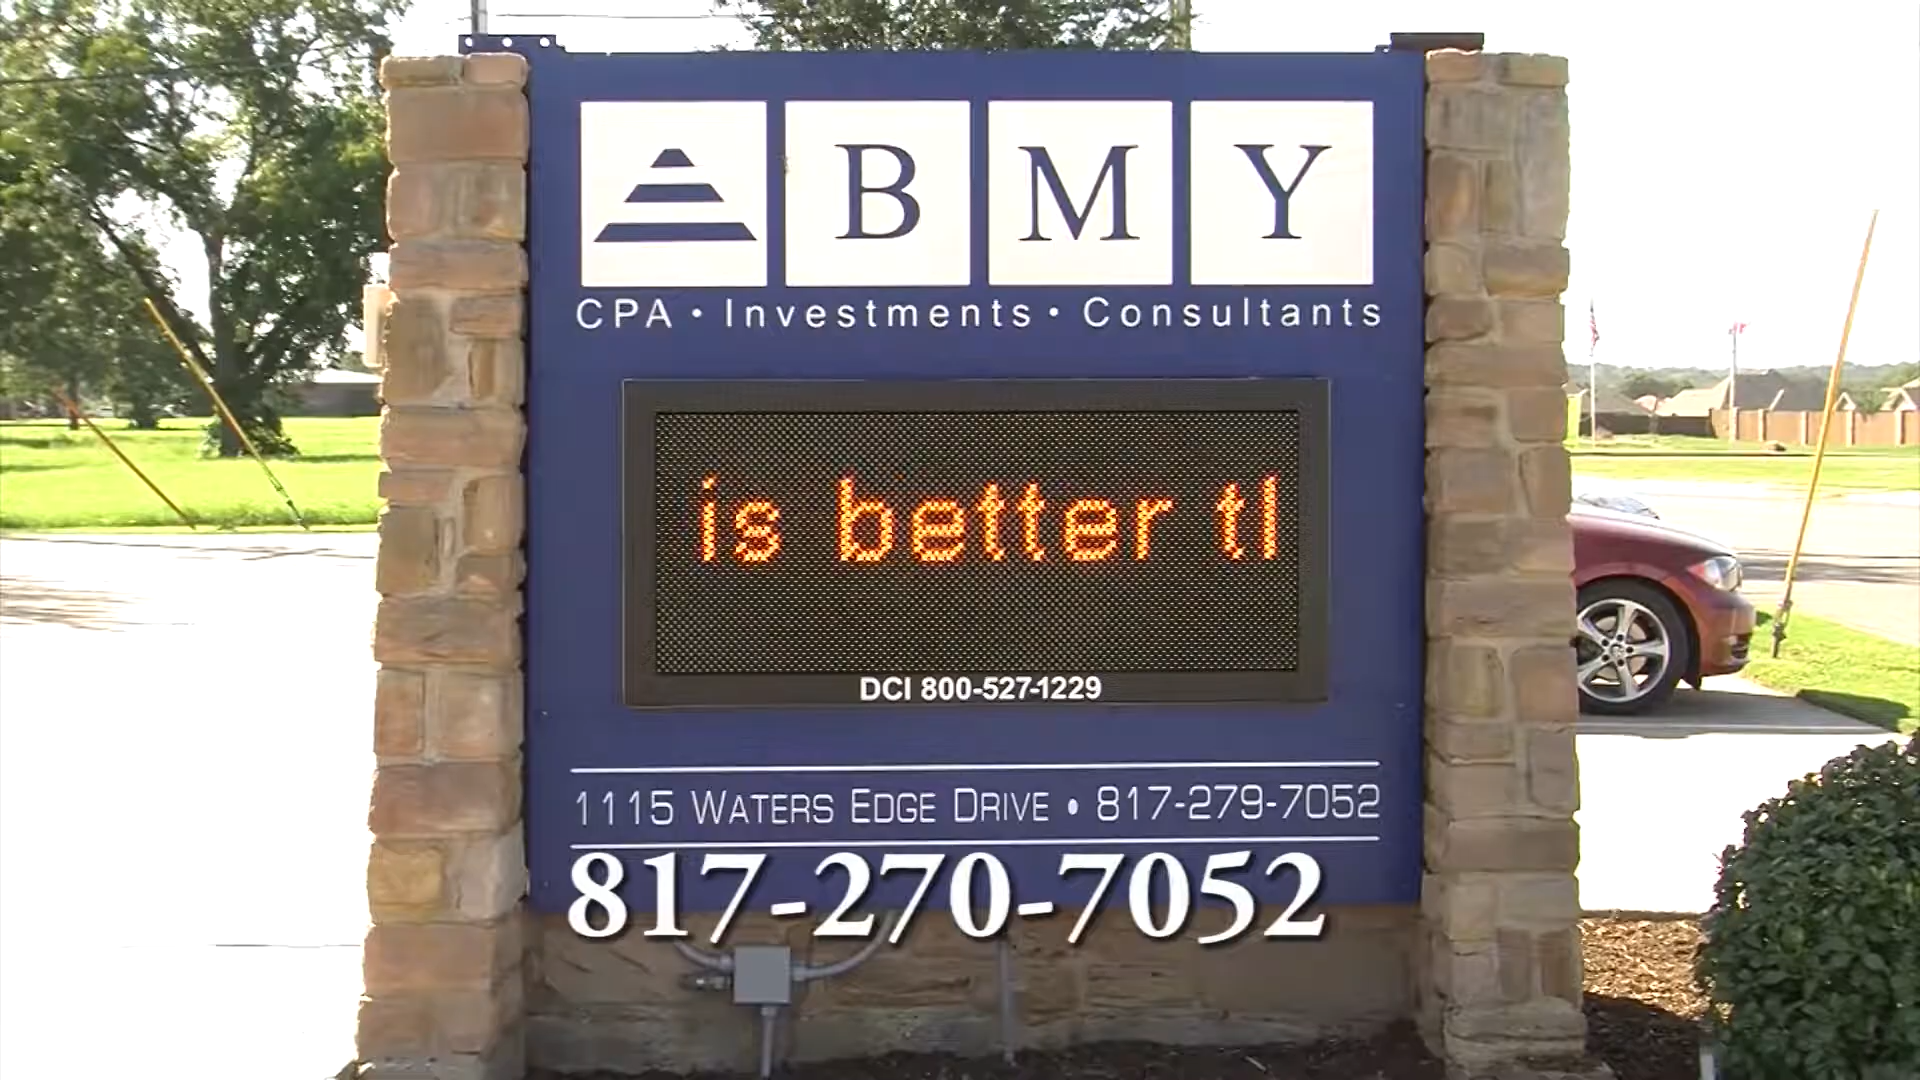 BMY
CPA • Investments • Consultants
is better
DCI 800-527-1229
1115 WATERS EDGE DRIVE • 817-279-7052
817-270-7052